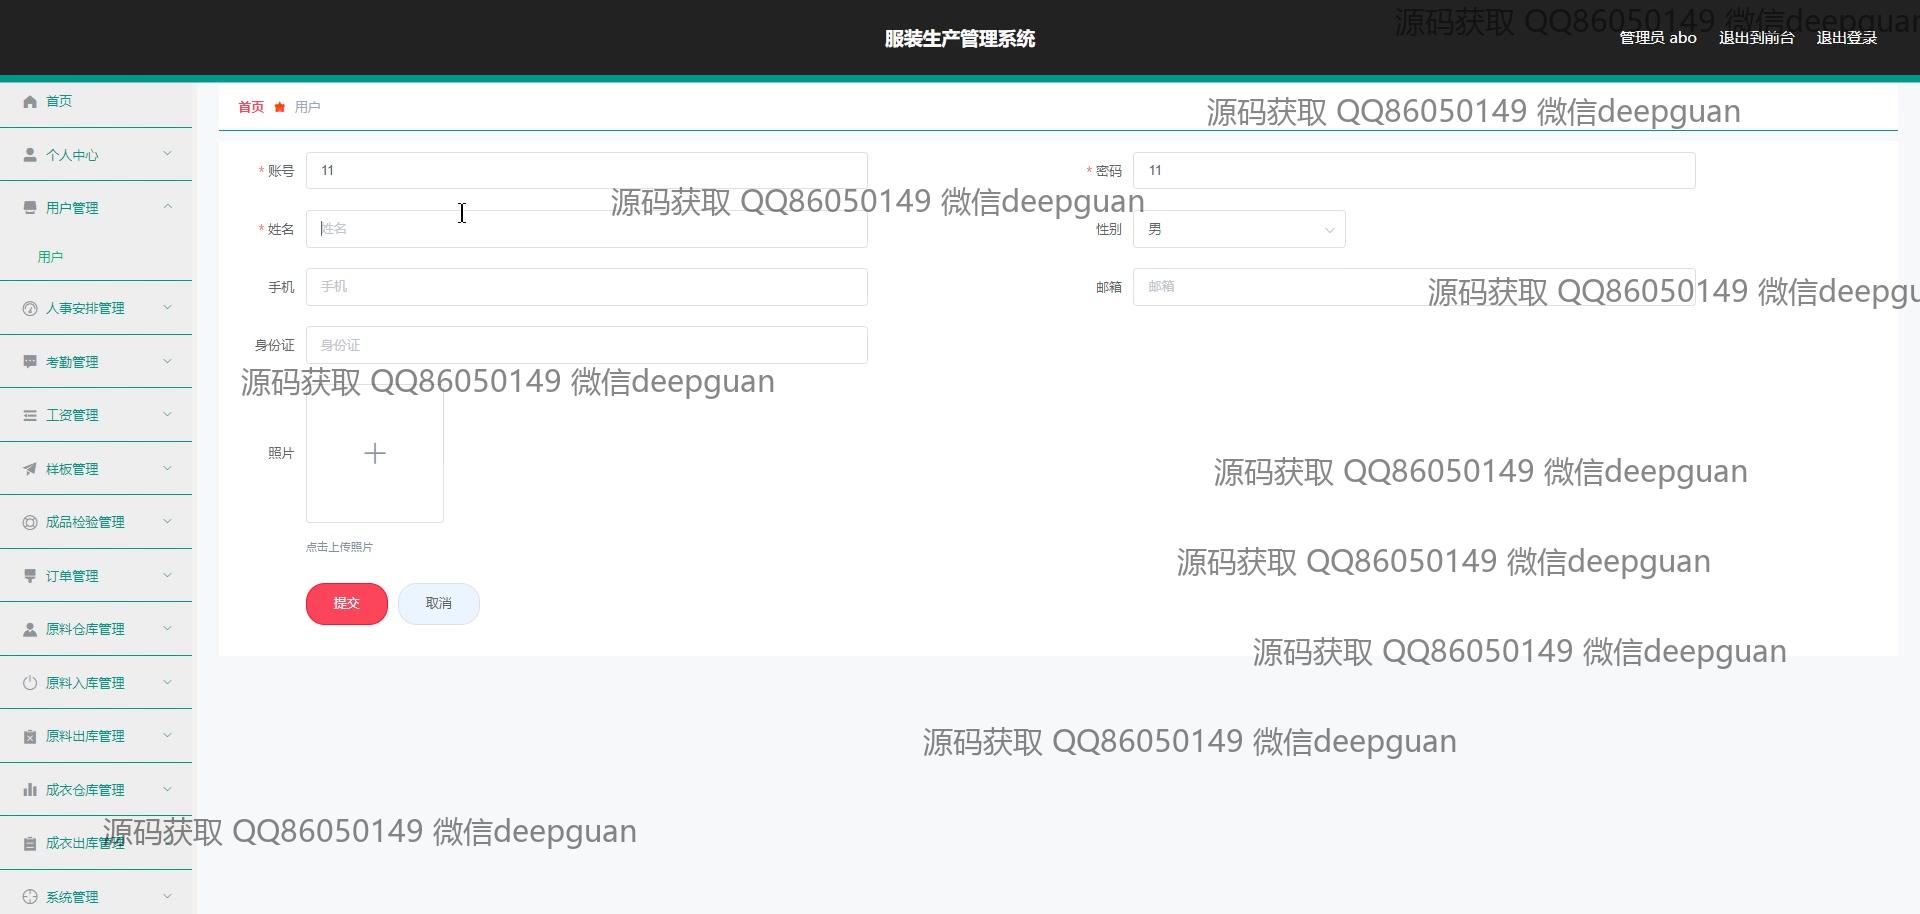 服装生产管理系统
管理员 abo 退出到前台 退出登录
源码获取 QQ86050149 微信deepguan
首页
个人中心
用户管理
用户
人事安排管理
考勤管理
工资管理
样板管理
成品检验管理
订单管理
原料仓库管理
原料入库管理
原料出库管理
成衣仓库管理
成衣出库管理
系统管理
首页 用户
源码获取 QQ86050149 微信deepguan
* 账号 11 * 密码 11
源码获取 QQ86050149 微信deepguan
* 姓名 姓名 性别 男
手机 手机 邮箱 邮箱
源码获取 QQ86050149 微信deepgu
身份证 身份证
源码获取 QQ86050149 微信deepguan
照片
源码获取 QQ86050149 微信deepguan
点击上传照片
源码获取 QQ86050149 微信deepguan
提交 取消
源码获取 QQ86050149 微信deepguan
源码获取 QQ86050149 微信deepguan
源码获取 QQ86050149 微信deepguan